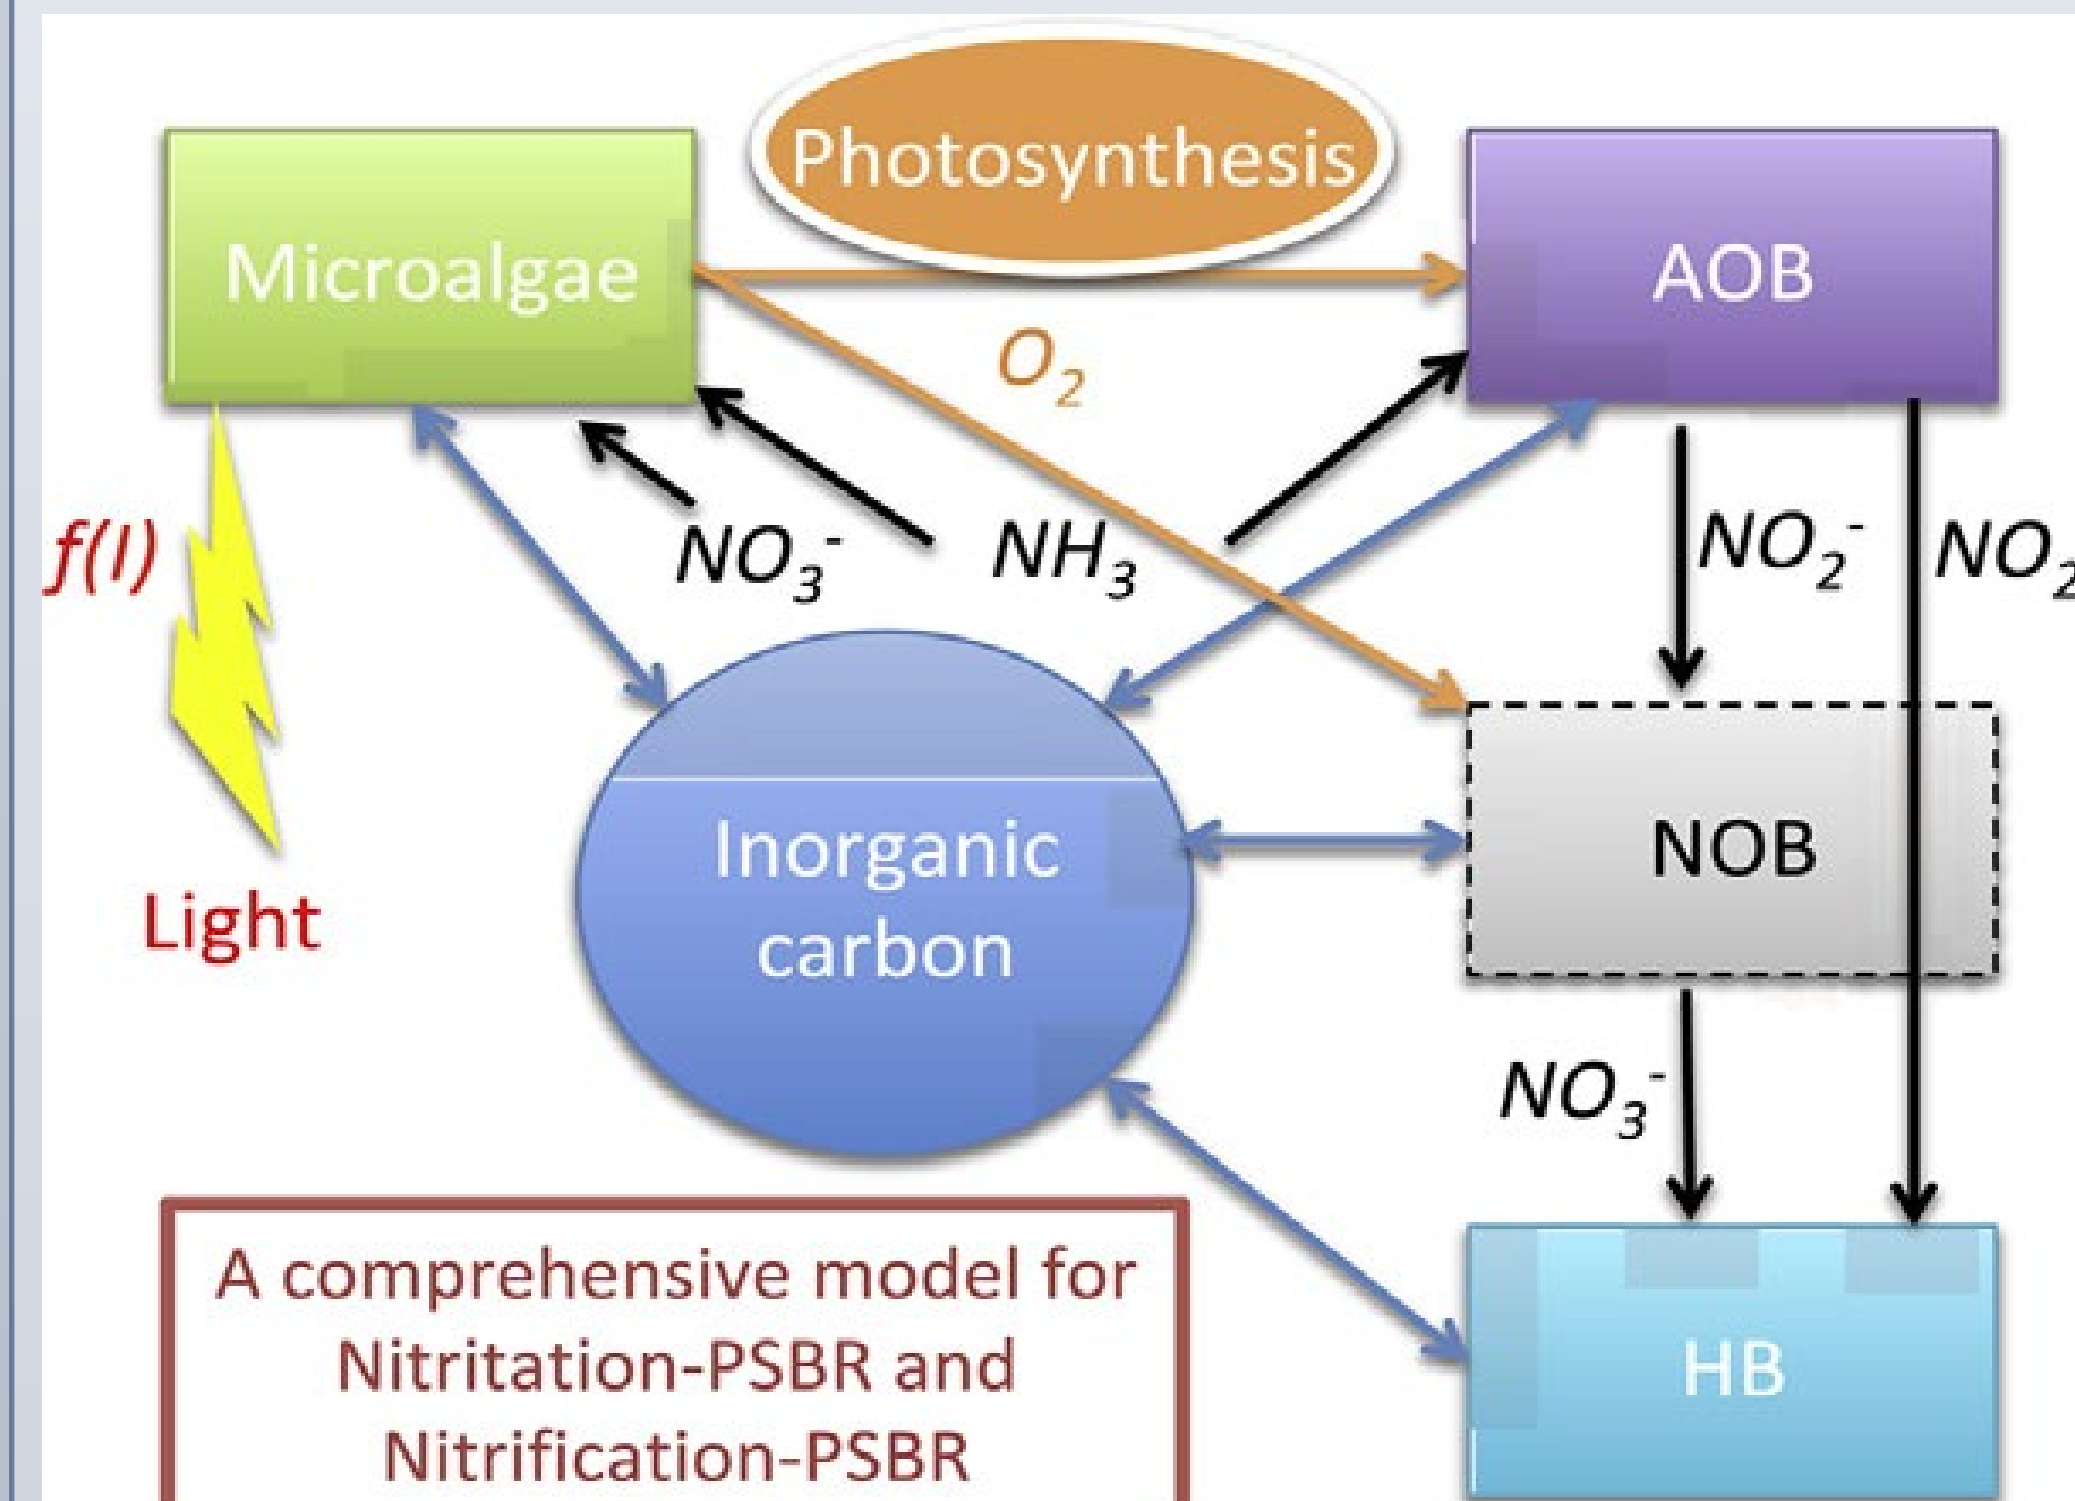 Photosynthesis
Microalgae
AOB
O₂
f(I)
NO₃⁻
NH₃
NO₂⁻
NO₂
Inorganic
carbon
NOB
Light
NO₃⁻
A comprehensive model for
Nitritation-PSBR and
Nitrification-PSBR
HB